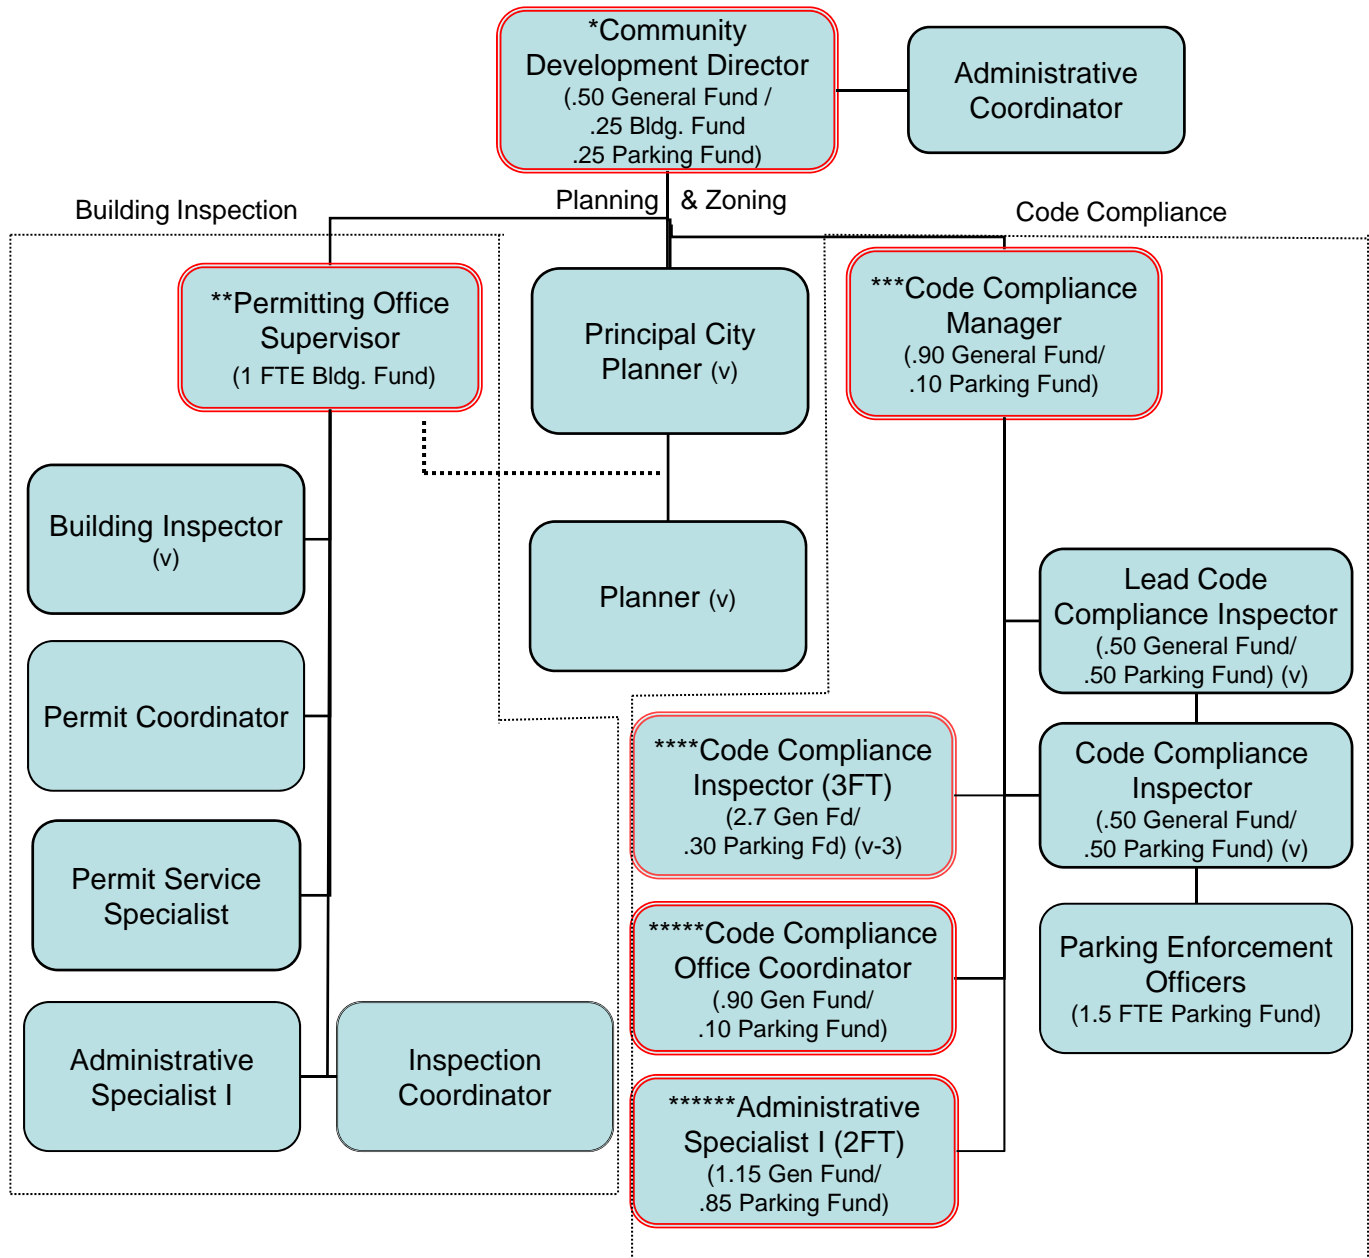 *Community
Development Director
(.50 General Fund /
.25 Bldg. Fund
.25 Parking Fund)
Administrative
Coordinator
Building Inspection
Planning & Zoning
Code Compliance
**Permitting Office
Supervisor
(1 FTE Bldg. Fund)
Principal City
Planner (v)
***Code Compliance
Manager
(.90 General Fund/
.10 Parking Fund)
Building Inspector
(v)
Planner (v)
Permit Coordinator
Permit Service
Specialist
Administrative
Specialist I
Inspection
Coordinator
Lead Code
Compliance Inspector
(.50 General Fund/
.50 Parking Fund) (v)
****Code Compliance
Inspector (3FT)
(2.7 Gen Fd/
.30 Parking Fd) (v-3)
Code Compliance
Inspector
(.50 General Fund/
.50 Parking Fund) (v)
*****Code Compliance
Office Coordinator
(.90 Gen Fund/
.10 Parking Fund)
Parking Enforcement
Officers
(1.5 FTE Parking Fund)
******Administrative
Specialist I (2FT)
(1.15 Gen Fund/
.85 Parking Fund)